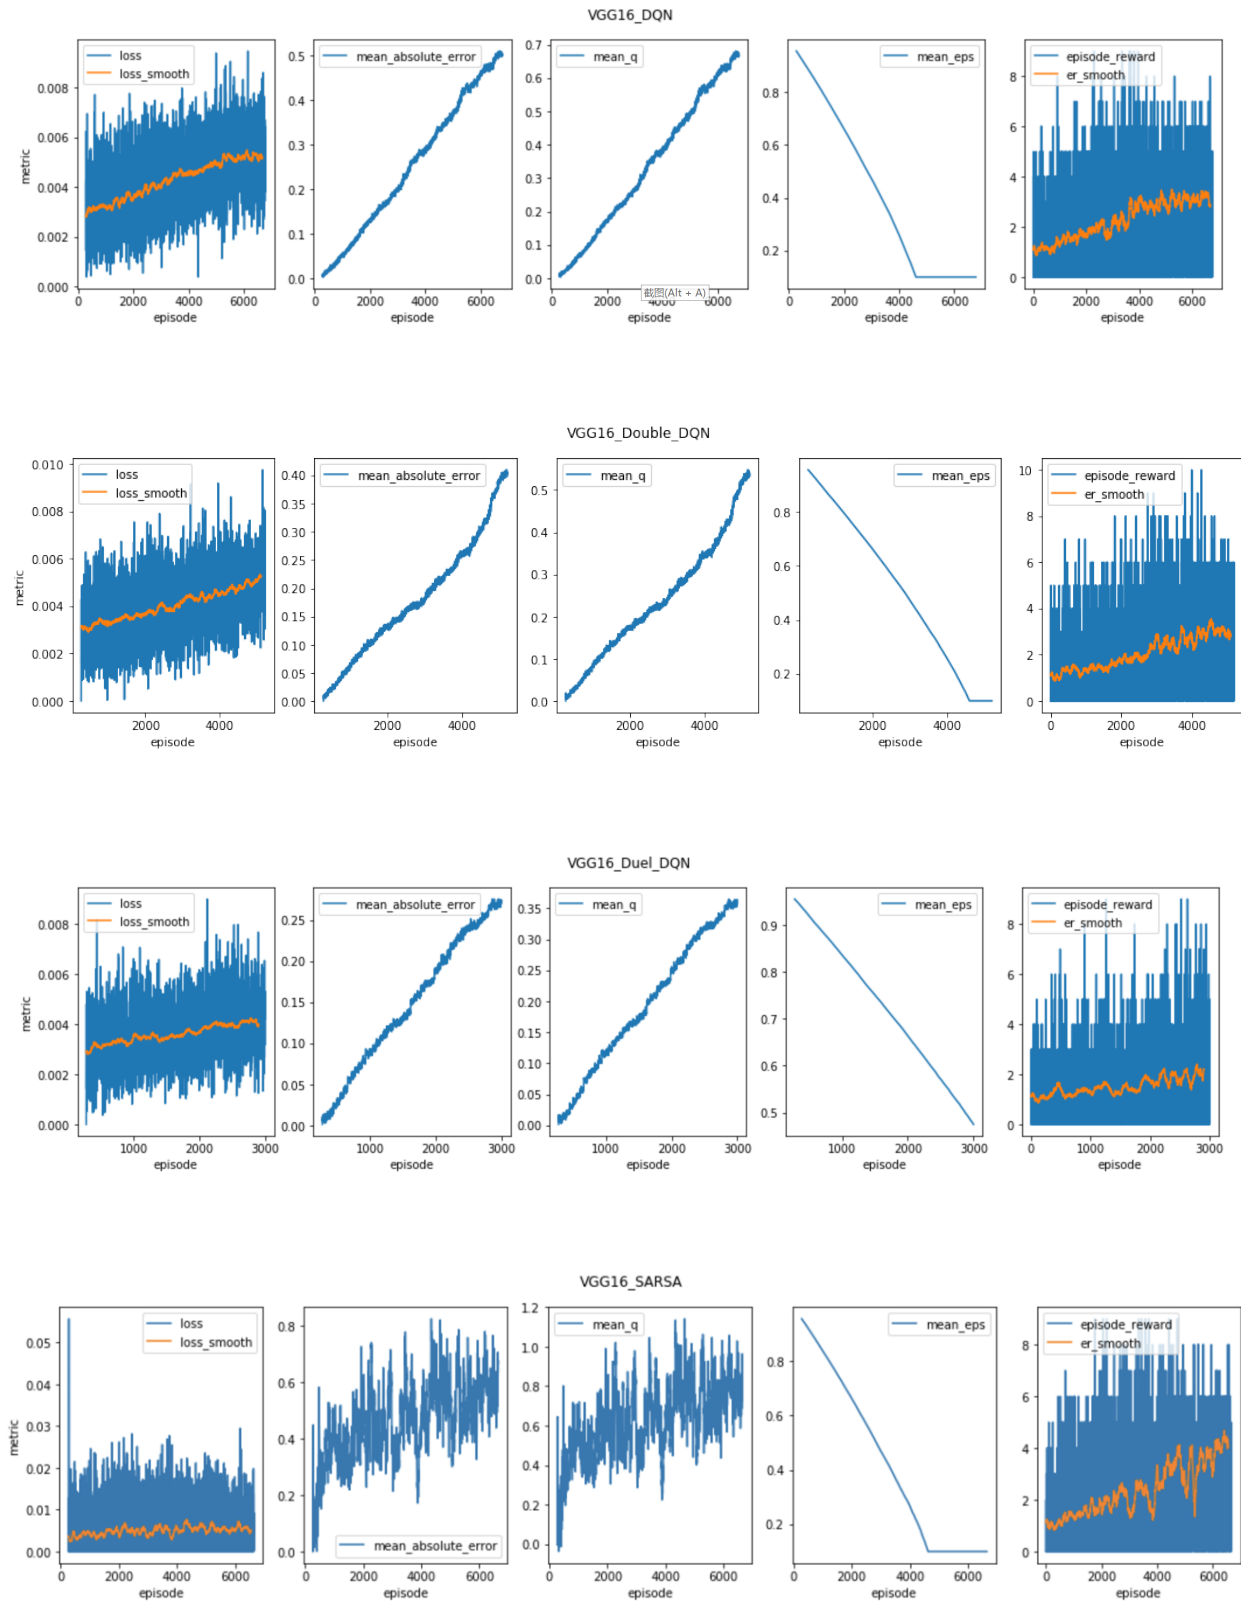 VGG16_DQN
loss
loss_smooth
mean_absolute_error
mean_q
mean_eps
episode_reward
er_smooth
metric
0.008
0.006
0.004
0.002
0.000
0 2000 4000 6000
episode
0.5
0.4
0.3
0.2
0.1
0.0
0 2000 4000 6000
episode
0.7
0.6
0.5
0.4
0.3
0.2
0.1
0.0
0 2000 4000 6000
截图(Alt + A)
episode
0.8
0.6
0.4
0.2
0 2000 4000 6000
episode
8
6
4
2
0
0 2000 4000 6000
episode
VGG16_Double_DQN
loss
loss_smooth
mean_absolute_error
mean_q
mean_eps
episode_reward
er_smooth
metric
0.010
0.008
0.006
0.004
0.002
0.000
2000 4000
episode
0.40
0.35
0.30
0.25
0.20
0.15
0.10
0.05
0.00
2000 4000
episode
0.5
0.4
0.3
0.2
0.1
0.0
2000 4000
episode
0.8
0.6
0.4
0.2
2000 4000
episode
10
8
6
4
2
0
0 2000 4000
episode
VGG16_Duel_DQN
loss
loss_smooth
mean_absolute_error
mean_q
mean_eps
episode_reward
er_smooth
metric
0.008
0.006
0.004
0.002
0.000
1000 2000 3000
episode
0.25
0.20
0.15
0.10
0.05
0.00
1000 2000 3000
episode
0.35
0.30
0.25
0.20
0.15
0.10
0.05
0.00
1000 2000 3000
episode
0.9
0.8
0.7
0.6
0.5
1000 2000 3000
episode
8
6
4
2
0
0 1000 2000 3000
episode
VGG16_SARSA
loss
loss_smooth
mean_absolute_error
mean_q
mean_eps
episode_reward
er_smooth
metric
0.05
0.04
0.03
0.02
0.01
0.00
0 2000 4000 6000
episode
0.8
0.6
0.4
0.2
0.0
0 2000 4000 6000
episode
1.2
1.0
0.8
0.6
0.4
0.2
0.0
0 2000 4000 6000
episode
0.8
0.6
0.4
0.2
0 2000 4000 6000
episode
8
6
4
2
0
0 2000 4000 6000
episode